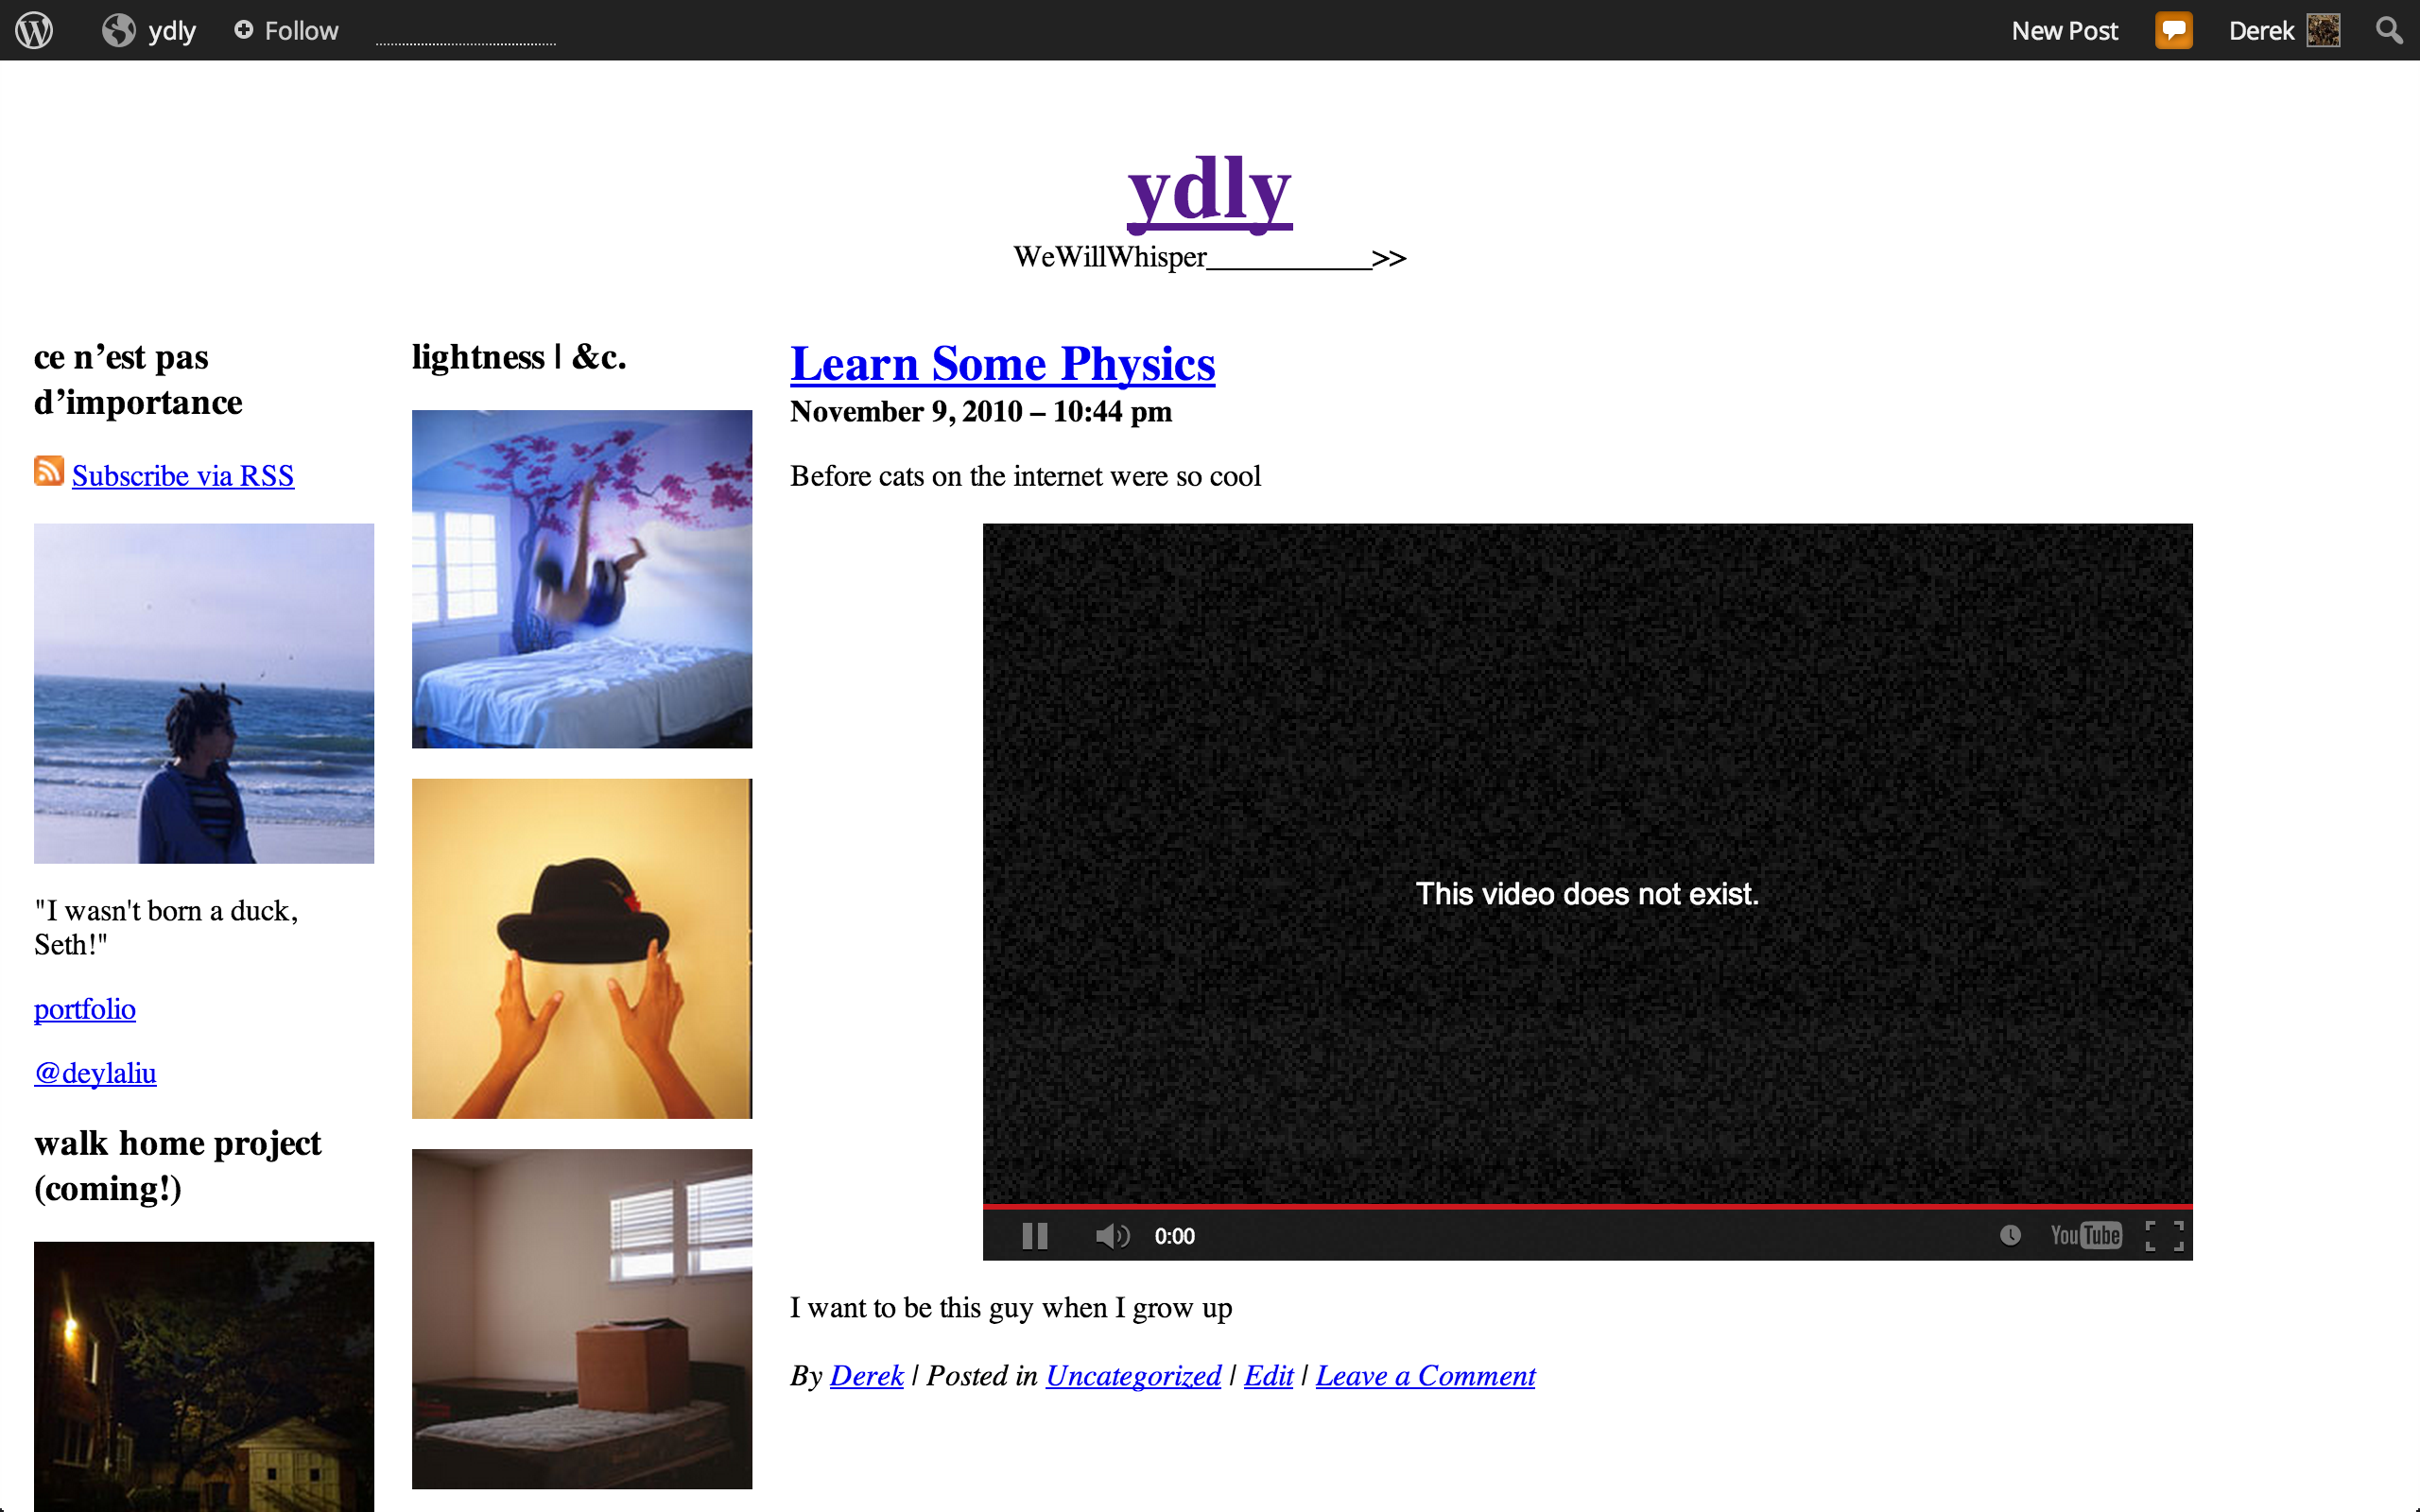 ydly Follow New Post Derek
ydly
WeWillWhisper___________>>
ce n’est pas
d’importance
Subscribe via RSS
"I wasn't born a duck,
Seth!"
portfolio
@deylaliu
walk home project
(coming!)
lightness | &c.
Learn Some Physics
November 9, 2010 – 10:44 pm
Before cats on the internet were so cool
This video does not exist.
0:00 YouTube
I want to be this guy when I grow up
By Derek | Posted in Uncategorized | Edit | Leave a Comment